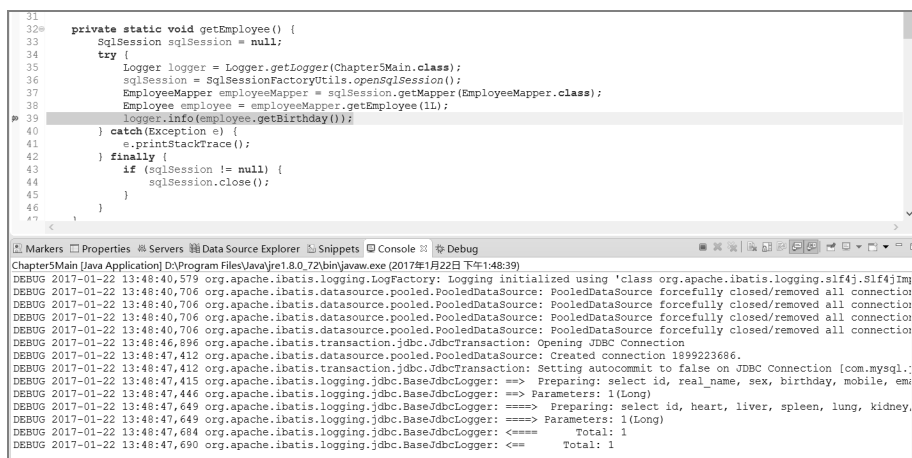 31
32 private static void getEmployee() {
33 SqlSession sqlSession = null;
34 try {
35 Logger logger = Logger.getLogger(Chapter5Main.class);
36 sqlSession = SqlSessionFactoryUtils.openSqlSession();
37 EmployeeMapper employeeMapper = sqlSession.getMapper(EmployeeMapper.class);
38 Employee employee = employeeMapper.getEmployee(1L);
39 logger.info(employee.getBirthday());
40 } catch(Exception e) {
41 e.printStackTrace();
42 } finally {
43 if (sqlSession != null) {
44 sqlSession.close();
45 }
46 }
47 }
Markers Properties Servers Data Source Explorer Snippets Console Debug
Chapter5Main [Java Application] D:\Program Files\Java\jre1.8.0_72\bin\javaw.exe (2017年1月22日 下午1:48:39)
DEBUG 2017-01-22 13:48:40,579 org.apache.ibatis.logging.LogFactory: Logging initialized using 'class org.apache.ibatis.logging.slf4j.Slf4jImp
DEBUG 2017-01-22 13:48:40,706 org.apache.ibatis.datasource.pooled.PooledDataSource: PooledDataSource forcefully closed/removed all connection
DEBUG 2017-01-22 13:48:40,706 org.apache.ibatis.datasource.pooled.PooledDataSource: PooledDataSource forcefully closed/removed all connection
DEBUG 2017-01-22 13:48:40,706 org.apache.ibatis.datasource.pooled.PooledDataSource: PooledDataSource forcefully closed/removed all connection
DEBUG 2017-01-22 13:48:40,706 org.apache.ibatis.datasource.pooled.PooledDataSource: PooledDataSource forcefully closed/removed all connection
DEBUG 2017-01-22 13:48:46,896 org.apache.ibatis.transaction.jdbc.JdbcTransaction: Opening JDBC Connection
DEBUG 2017-01-22 13:48:47,412 org.apache.ibatis.datasource.pooled.PooledDataSource: Created connection 1899223686.
DEBUG 2017-01-22 13:48:47,412 org.apache.ibatis.transaction.jdbc.JdbcTransaction: Setting autocommit to false on JDBC Connection [com.mysql.j
DEBUG 2017-01-22 13:48:47,415 org.apache.ibatis.logging.jdbc.BaseJdbcLogger: ==> Preparing: select id, real_name, sex, birthday, mobile, ema
DEBUG 2017-01-22 13:48:47,446 org.apache.ibatis.logging.jdbc.BaseJdbcLogger: ==> Parameters: 1(Long)
DEBUG 2017-01-22 13:48:47,649 org.apache.ibatis.logging.jdbc.BaseJdbcLogger: ====> Preparing: select id, heart, liver, spleen, lung, kidney,
DEBUG 2017-01-22 13:48:47,649 org.apache.ibatis.logging.jdbc.BaseJdbcLogger: ====> Parameters: 1(Long)
DEBUG 2017-01-22 13:48:47,684 org.apache.ibatis.logging.jdbc.BaseJdbcLogger: <==== Total: 1
DEBUG 2017-01-22 13:48:47,690 org.apache.ibatis.logging.jdbc.BaseJdbcLogger: <== Total: 1